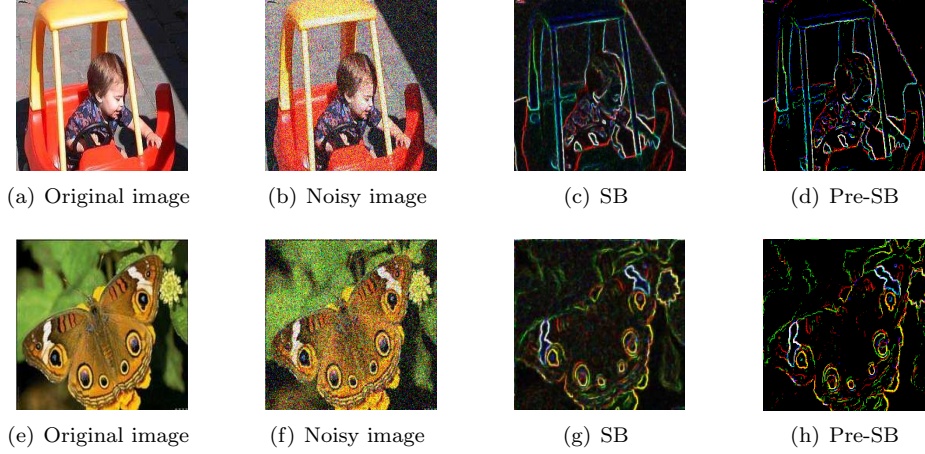 (a) Original image
(b) Noisy image
(c) SB
(d) Pre-SB
(e) Original image
(f) Noisy image
(g) SB
(h) Pre-SB